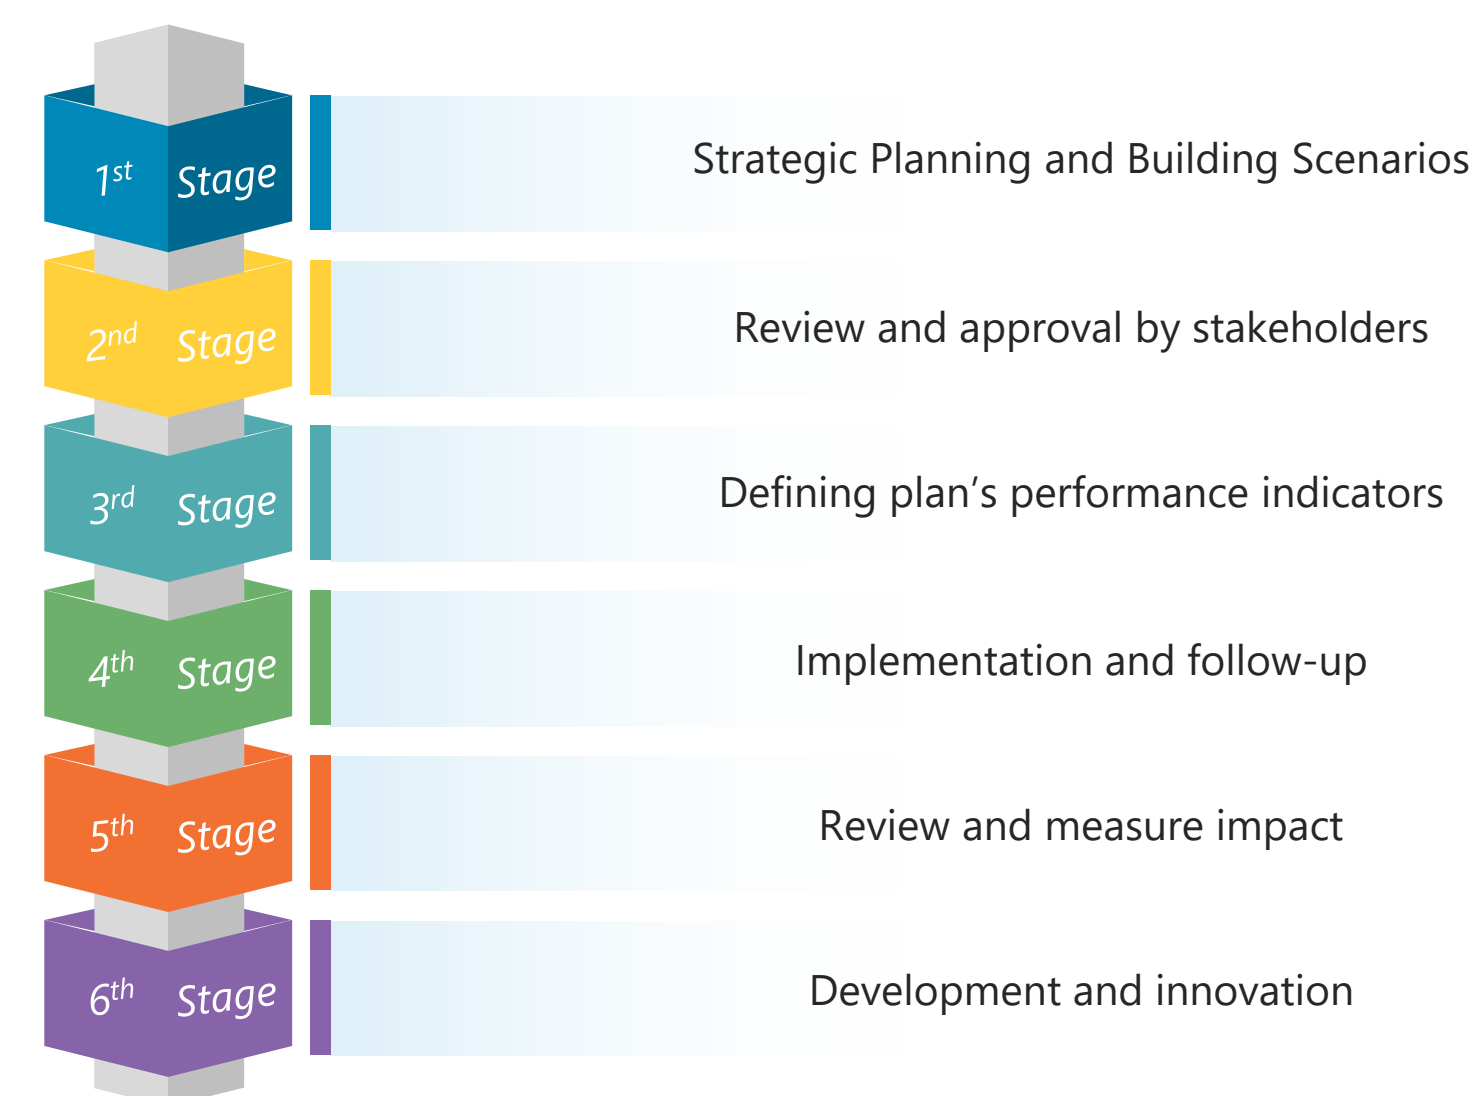 1st Stage
Strategic Planning and Building Scenarios
2nd Stage
Review and approval by stakeholders
3rd Stage
Defining plan’s performance indicators
4th Stage
Implementation and follow-up
5th Stage
Review and measure impact
6th Stage
Development and innovation